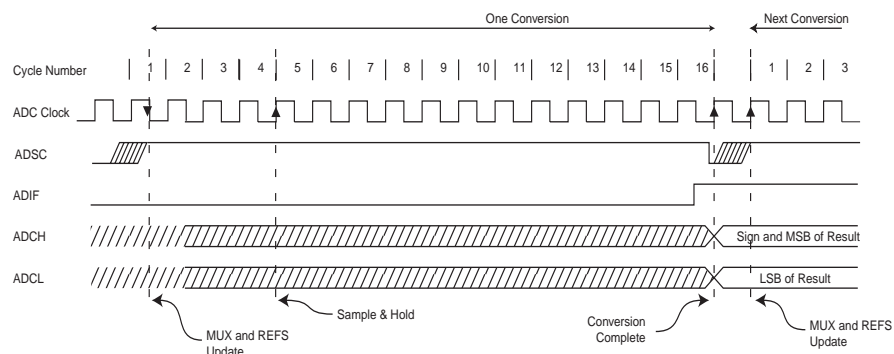 One Conversion
Next Conversion
Cycle Number
1 2 3 4 5 6 7 8 9 10 11 12 13 14 15 16 1 2 3
ADC Clock
ADSC
ADIF
ADCH
Sign and MSB of Result
ADCL
LSB of Result
MUX and REFS
Update
Sample & Hold
Conversion
Complete
MUX and REFS
Update